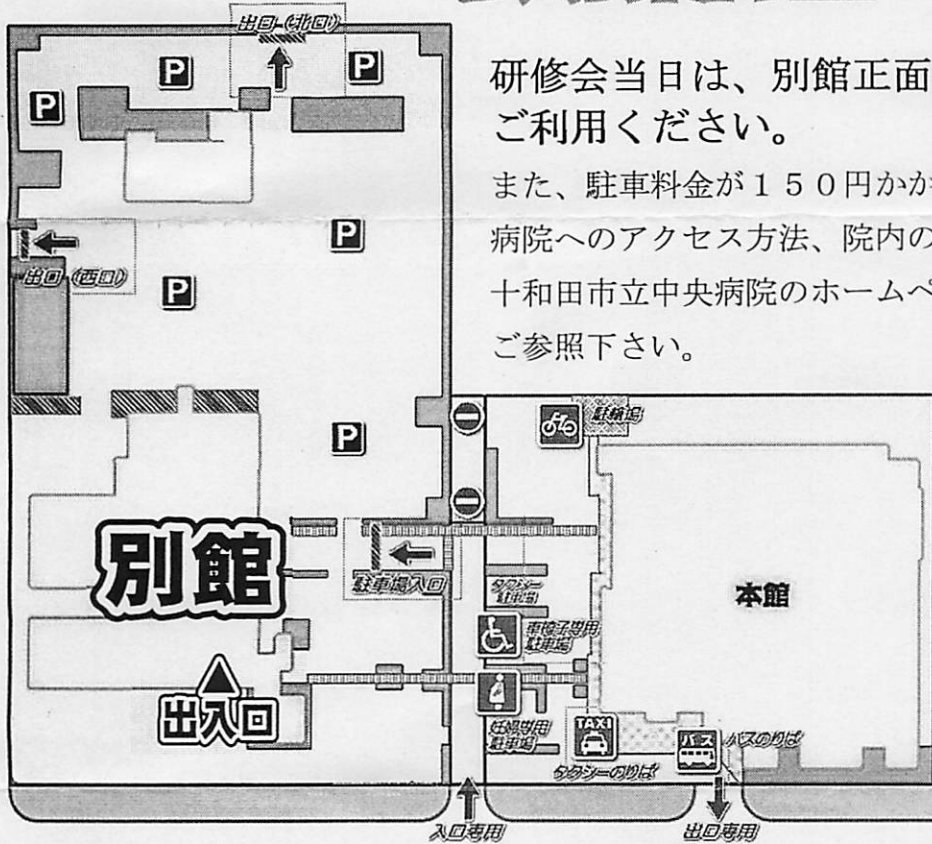 出口（北口）
P
P
P
研修会当日は、別館正面
ご利用ください。
また、駐車料金が１５０円かか
病院へのアクセス方法、院内の
十和田市立中央病院のホームペ
ご参照下さい。
出口（西口）
P
P
P
駐輪場
別館
駐車場入口
タクシー
駐車場
本館
車椅子専用
駐車場
出入口
妊婦専用
駐車場
TAXI
タクシーのりば
バス
バスのりば
入口専用
出口専用